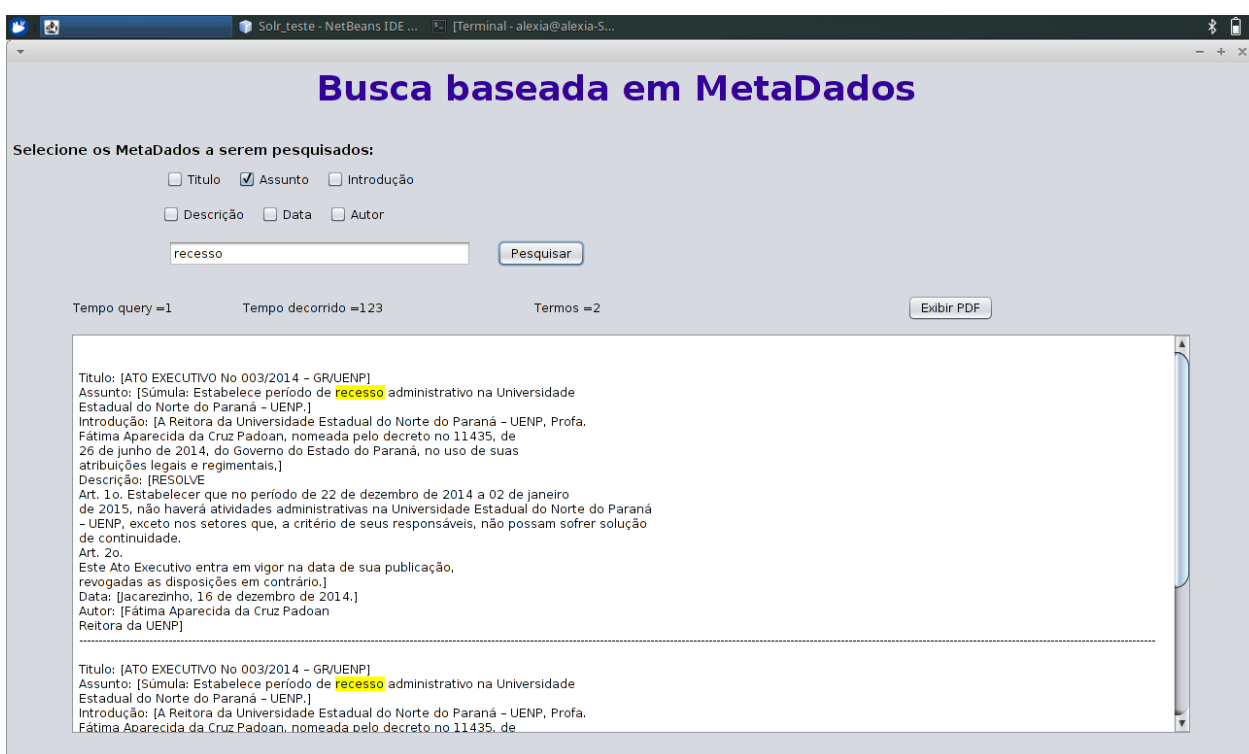 Solr_teste - NetBeans IDE ... [Terminal - alexia@alexia-S...
Busca baseada em MetaDados
Selecione os MetaDados a serem pesquisados:
Titulo Assunto Introdução
Descrição Data Autor
recesso Pesquisar
Tempo query =1 Tempo decorrido =123 Termos =2 Exibir PDF
Titulo: [ATO EXECUTIVO No 003/2014 – GR/UENP]
Assunto: [Súmula: Estabelece período de recesso administrativo na Universidade
Estadual do Norte do Paraná – UENP.]
Introdução: [A Reitora da Universidade Estadual do Norte do Paraná – UENP, Profa.
Fátima Aparecida da Cruz Padoan, nomeada pelo decreto no 11435, de
26 de junho de 2014, do Governo do Estado do Paraná, no uso de suas
atribuições legais e regimentais,]
Descrição: [RESOLVE
Art. 1o. Estabelecer que no período de 22 de dezembro de 2014 a 02 de janeiro
de 2015, não haverá atividades administrativas na Universidade Estadual do Norte do Paraná
– UENP, exceto nos setores que, a critério de seus responsáveis, não possam sofrer solução
de continuidade.
Art. 2o.
Este Ato Executivo entra em vigor na data de sua publicação,
revogadas as disposições em contrário.]
Data: [Jacarezinho, 16 de dezembro de 2014.]
Autor: [Fátima Aparecida da Cruz Padoan
Reitora da UENP]
Titulo: [ATO EXECUTIVO No 003/2014 – GR/UENP]
Assunto: [Súmula: Estabelece período de recesso administrativo na Universidade
Estadual do Norte do Paraná – UENP.]
Introdução: [A Reitora da Universidade Estadual do Norte do Paraná – UENP, Profa.
Fátima Aparecida da Cruz Padoan, nomeada pelo decreto no 11435, de